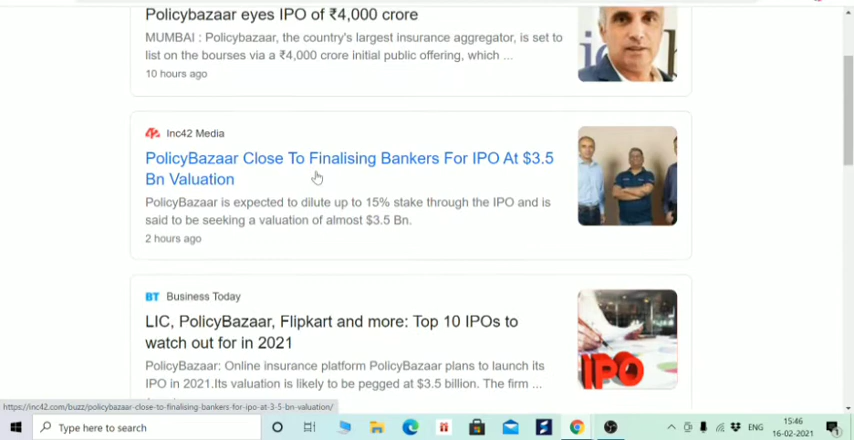 Policybazaar eyes IPO of ₹4,000 crore
MUMBAI : Policybazaar, the country's largest insurance aggregator, is set to
list on the bourses via a ₹4,000 crore initial public offering, which ...
10 hours ago
Inc42 Media
PolicyBazaar Close To Finalising Bankers For IPO At $3.5
Bn Valuation
PolicyBazaar is expected to dilute up to 15% stake through the IPO and is
said to be seeking a valuation of almost $3.5 Bn.
2 hours ago
BT Business Today
LIC, PolicyBazaar, Flipkart and more: Top 10 IPOs to
watch out for in 2021
PolicyBazaar: Online insurance platform PolicyBazaar plans to launch its
IPO in 2021.Its valuation is likely to be pegged at $3.5 billion. The firm ...
IPO
https://inc42.com/buzz/policybazaar-close-to-finalising-bankers-for-ipo-at-3-5-bn-valuation/
Type here to search
ENG
15:46
16-02-2021